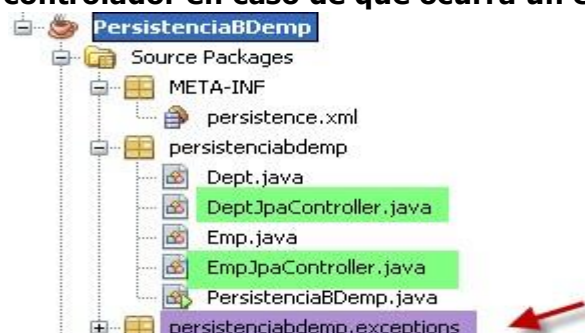 controlador en caso de que ocurra un e
PersistenciaBDemp
Source Packages
META-INF
persistence.xml
persistenciabdemp
Dept.java
DeptJpaController.java
Emp.java
EmpJpaController.java
PersistenciaBDemp.java
persistenciabdemp.exceptions